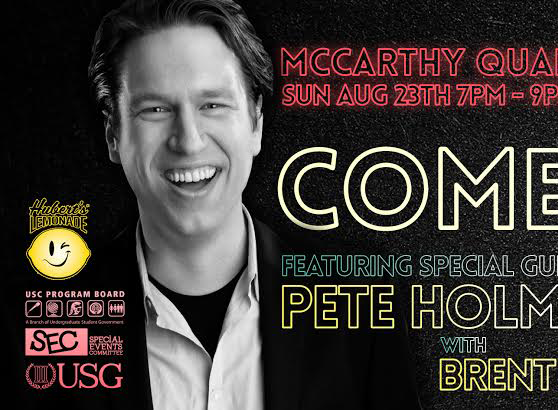 MCCARTHY QUA
SUN AUG 23TH 7PM - 9P
COME
FEATURING SPECIAL GU
PETE HOLM
WITH
BRENT
Hubert's
LEMONADE
USC PROGRAM BOARD
A Branch of Undergraduate Student Government
SEC SPECIAL EVENTS COMMITTEE
USG